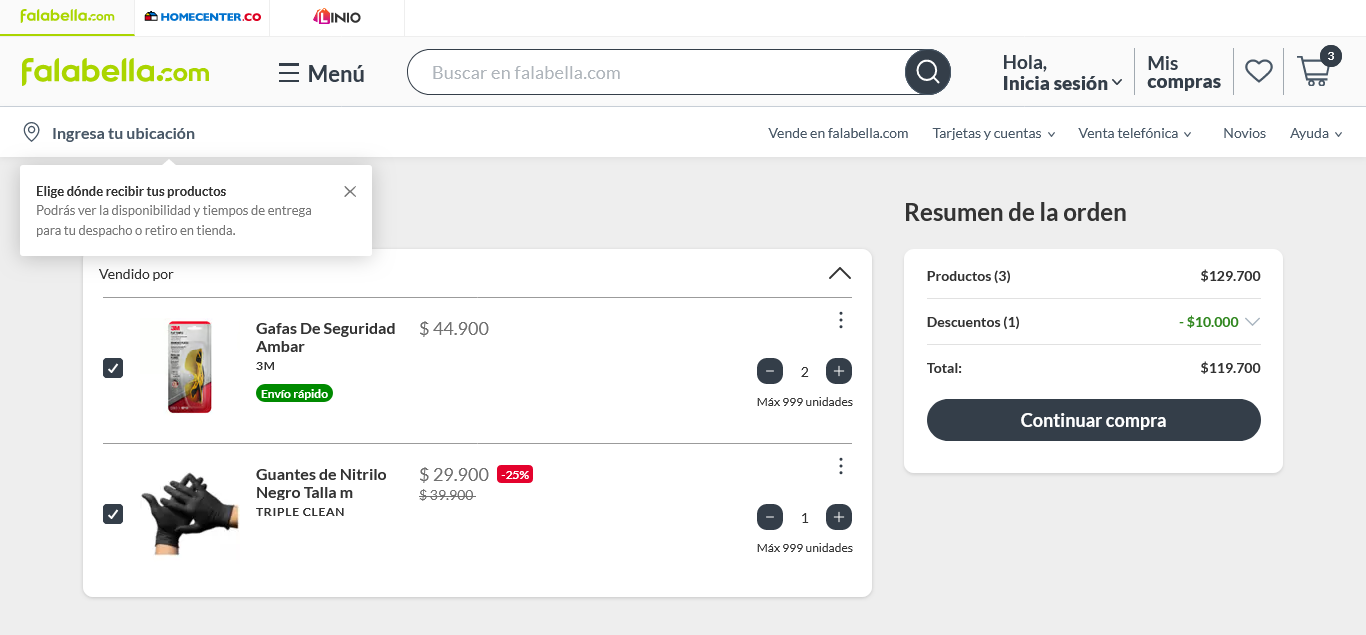 falabella.com
HOMECENTER.CO
LINIO
falabella.com
Menú
Buscar en falabella.com
Hola,
Inicia sesión
Mis
compras
3
Ingresa tu ubicación
Vende en falabella.com
Tarjetas y cuentas
Venta telefónica
Novios
Ayuda
Elige dónde recibir tus productos
Podrás ver la disponibilidad y tiempos de entrega
para tu despacho o retiro en tienda.
Vendido por
Gafas De Seguridad
Ambar
3M
Envío rápido
$ 44.900
2
Máx 999 unidades
3M
Guantes de Nitrilo
Negro Talla m
TRIPLE CLEAN
$ 29.900 -25%
$ 39.900
1
Máx 999 unidades
Resumen de la orden
Productos (3) $129.700
Descuentos (1) - $10.000
Total: $119.700
Continuar compra